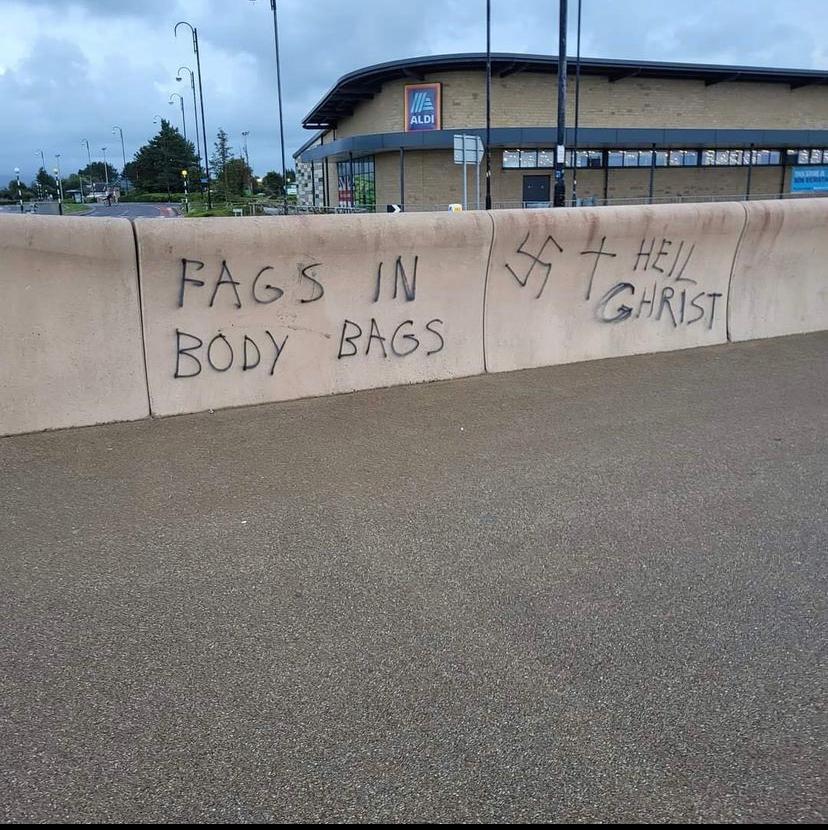 ALDI
FAGS IN
BODY BAGS
HEIL
CHRIST